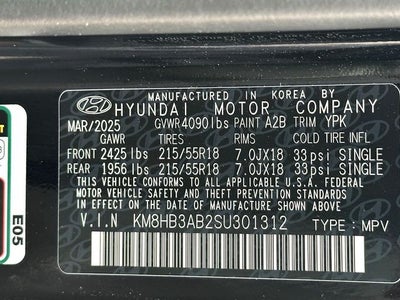 MANUFACTURED IN KOREA BY
HYUNDAI MOTOR COMPANY
MAR/2025 GVWR4090lbs PAINT A2B TRIM YPK
GAWR TIRES RIMS COLD TIRE INFL
FRONT 2425lbs 215/55R18 7.0JX18 33psi SINGLE
REAR 1956lbs 215/55R18 7.0JX18 33psi SINGLE
THIS VEHICLE CONFORMS TO ALL APPLICABLE U.S. FEDERAL
MOTOR VEHICLE SAFETY AND THEFT PREVENTION STANDARDS
IN EFFECT ON THE DATE OF MANUFACTURE SHOWN ABOVE.
V.I.N KM8HB3AB2SU301312
TYPE : MPV
E05